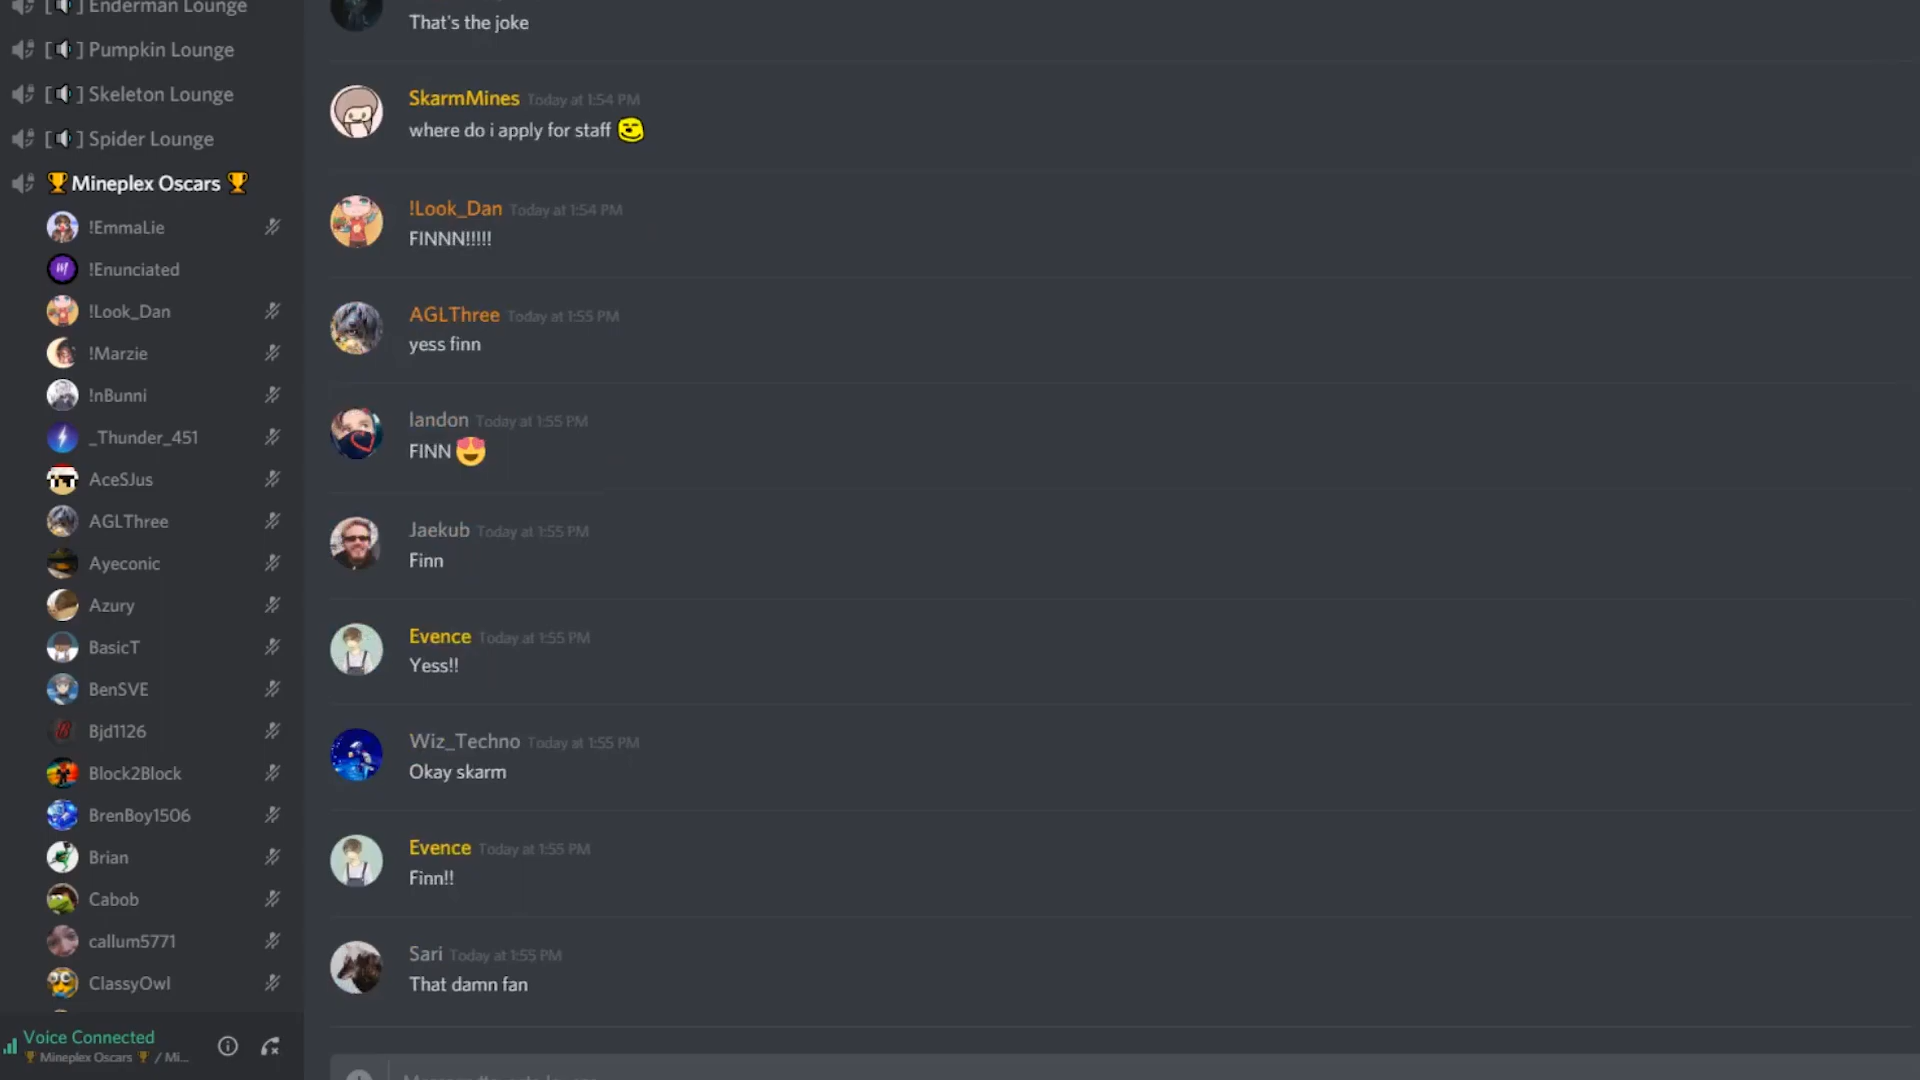 Enderman Lounge
[🔊] Pumpkin Lounge
[🔊] Skeleton Lounge
[🔊] Spider Lounge
🏆Mineplex Oscars🏆
!EmmaLie
!Enunciated
!Look_Dan
!Marzie
!nBunni
_Thunder_451
AceSJus
AGLThree
Ayeconic
Azury
BasicT
BenSVE
Bjd1126
Block2Block
BrenBoy1506
Brian
Cabob
callum5771
ClassyOwl
Voice Connected
🏆 Mineplex Oscars 🏆 / Mi...
That's the joke
SkarmMines Today at 1:54 PM
where do i apply for staff
!Look_Dan Today at 1:54 PM
FINNN!!!!!
AGLThree Today at 1:55 PM
yess finn
landon Today at 1:55 PM
FINN 😍
Jaekub Today at 1:55 PM
Finn
Evence Today at 1:55 PM
Yess!!
Wiz_Techno Today at 1:55 PM
Okay skarm
Evence Today at 1:55 PM
Finn!!
Sari Today at 1:55 PM
That damn fan